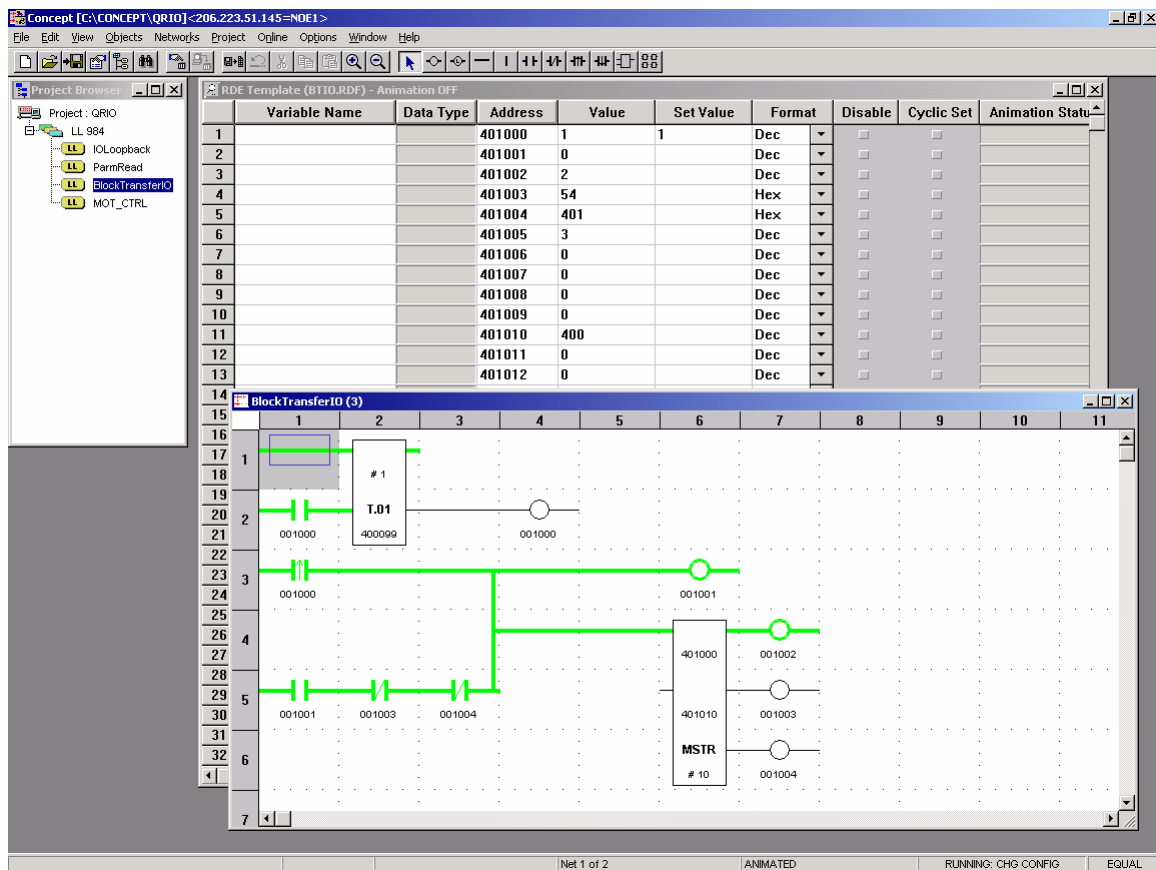 Concept [C:\CONCEPT\QRIO]<206.223.51.145=NOE1>
File Edit View Objects Networks Project Online Options Window Help
Project Browser
Project : QRIO
LL 984
LL IOLoopback
LL ParmRead
LL BlockTransferIO
LL MOT_CTRL
RDE Template (BTIO.RDF) - Animation OFF
Variable Name Data Type Address Value Set Value Format Disable Cyclic Set Animation Statu
1 401000 1 1 Dec
2 401001 0 Dec
3 401002 2 Dec
4 401003 54 Hex
5 401004 401 Hex
6 401005 3 Dec
7 401006 0 Dec
8 401007 0 Dec
9 401008 0 Dec
10 401009 0 Dec
11 401010 400 Dec
12 401011 0 Dec
13 401012 0 Dec
14
15
16
17
18
19
20
21
22
23
24
25
26
27
28
29
30
31
32
BlockTransferIO (3)
1 2 3 4 5 6 7 8 9 10 11
1
# 1
2
T.01
001000 400099 001000
3
001000 001001
4
401000 001002
5
001001 001003 001004 401010 001003
6
MSTR
# 10 001004
7
Net 1 of 2 ANIMATED RUNNING: CHG CONFIG EQUAL